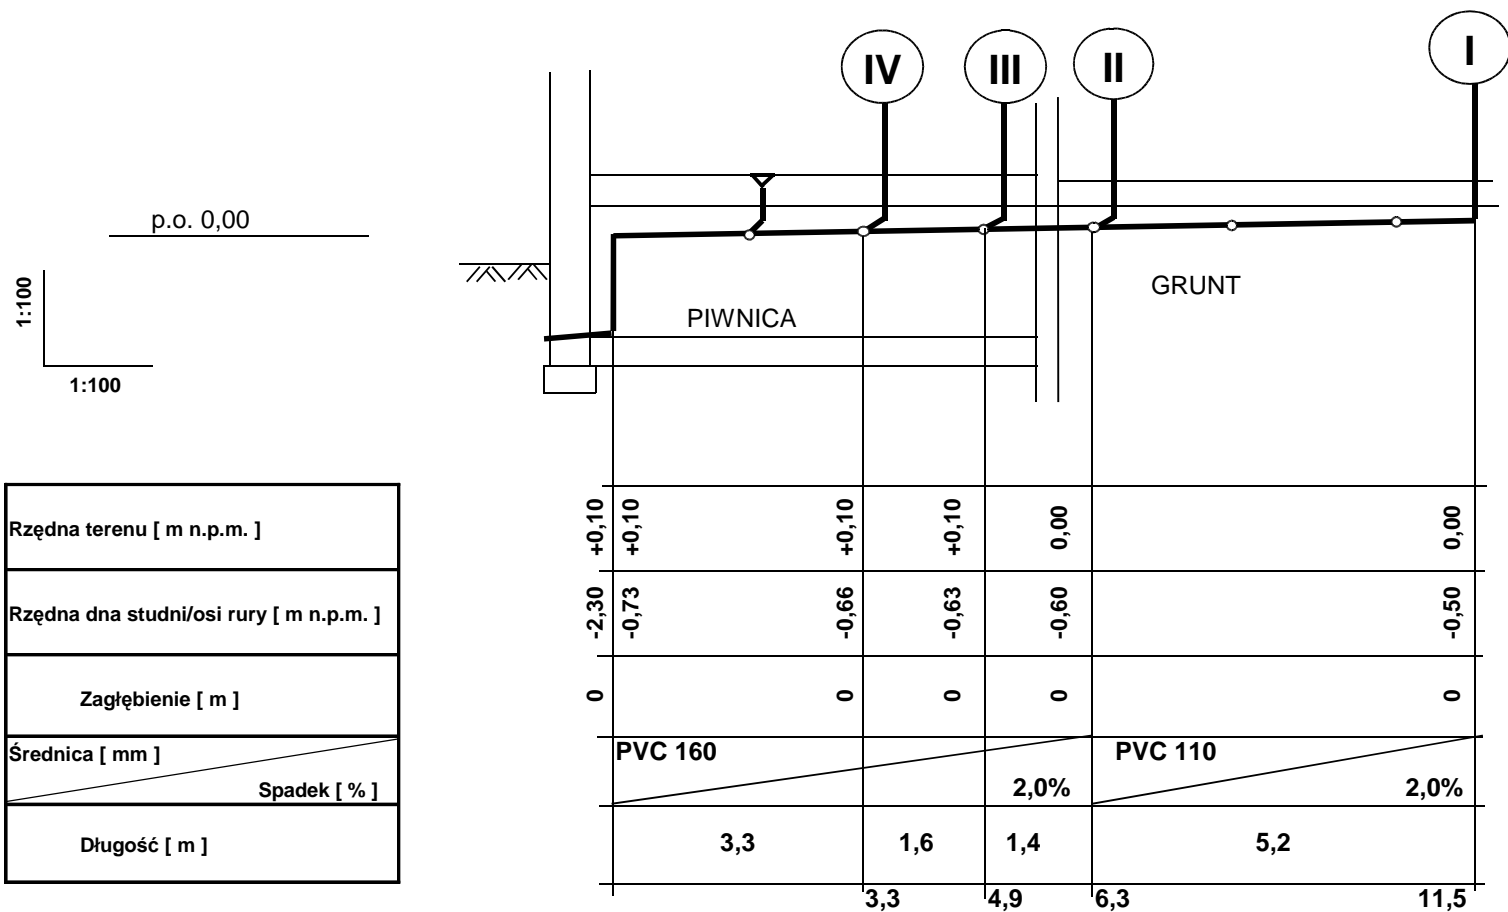 IV III II I
p.o. 0,00
GRUNT
PIWNICA
1:100
1:100
Rzędna terenu [ m n.p.m. ] +0,10 +0,10 +0,10 +0,10 0,00 0,00
Rzędna dna studni/osi rury [ m n.p.m. ] -2,30 -0,73 -0,66 -0,63 -0,60 -0,50
Zagłębienie [ m ] 0 0 0 0 0
Średnica [ mm ] PVC 160 PVC 110
Spadek [ % ] 2,0% 2,0%
Długość [ m ] 3,3 1,6 1,4 5,2
3,3 4,9 6,3 11,5